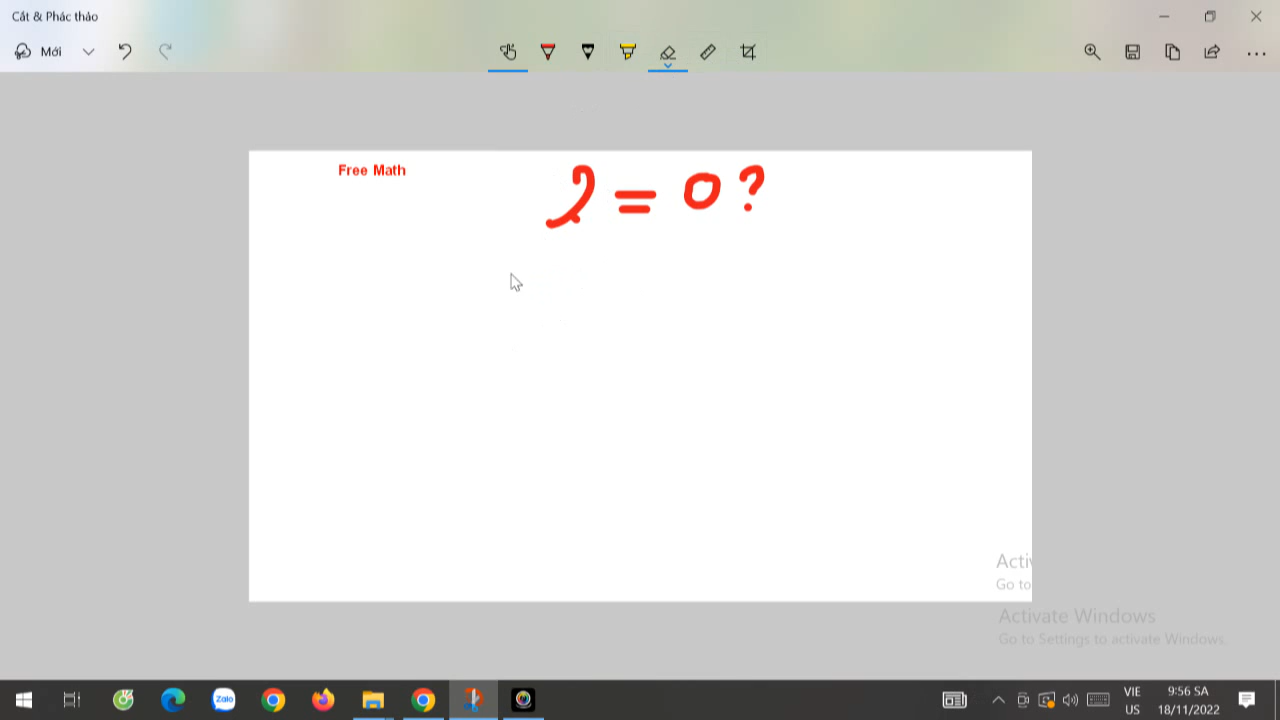 Cắt & Phác thảo
Mới
Free Math
2 = 0 ?
Activ
Go to
Activate Windows
Go to Settings to activate Windows.
Zalo
VIE
US
9:56 SA
18/11/2022